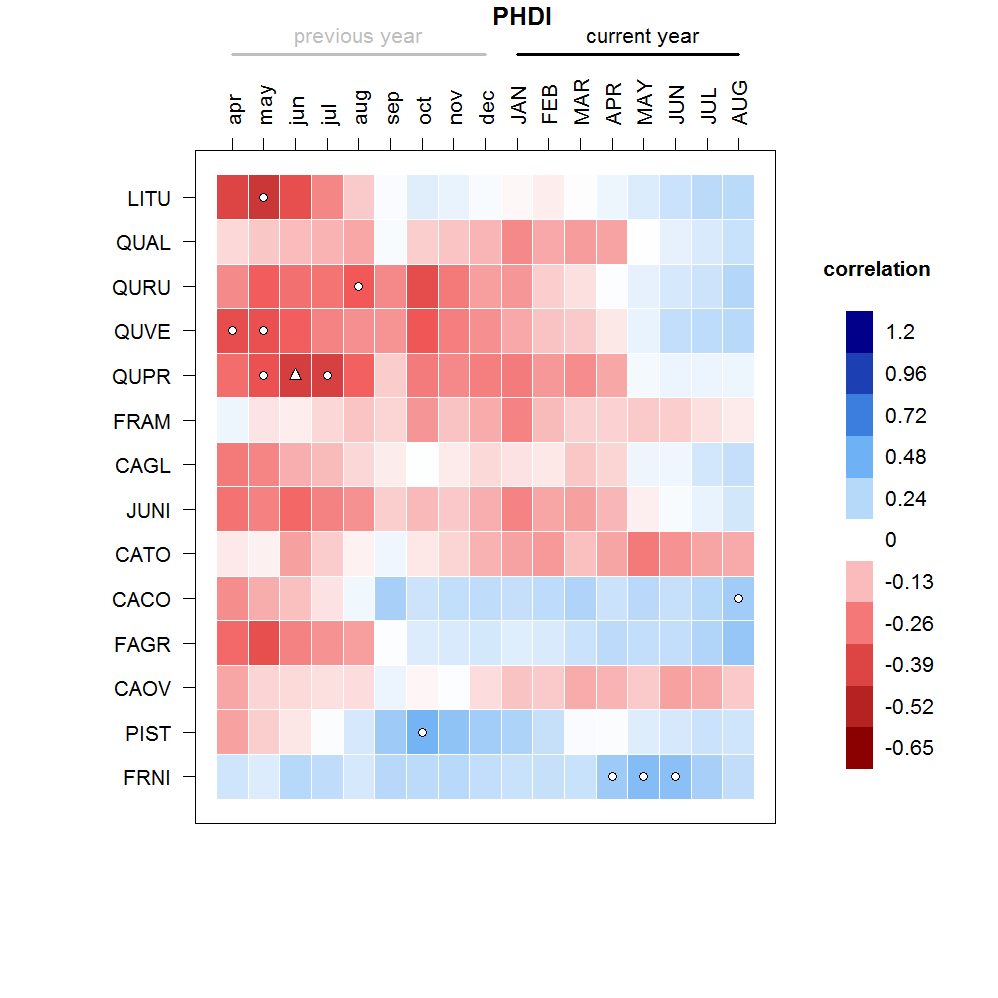 PHDI
previous year current year
apr may jun jul aug sep oct nov dec JAN FEB MAR APR MAY JUN JUL AUG
LITU
QUAL
QURU
QUVE
QUPR
FRAM
CAGL
JUNI
CATO
CACO
FAGR
CAOV
PIST
FRNI
correlation
1.2
0.96
0.72
0.48
0.24
0
-0.13
-0.26
-0.39
-0.52
-0.65